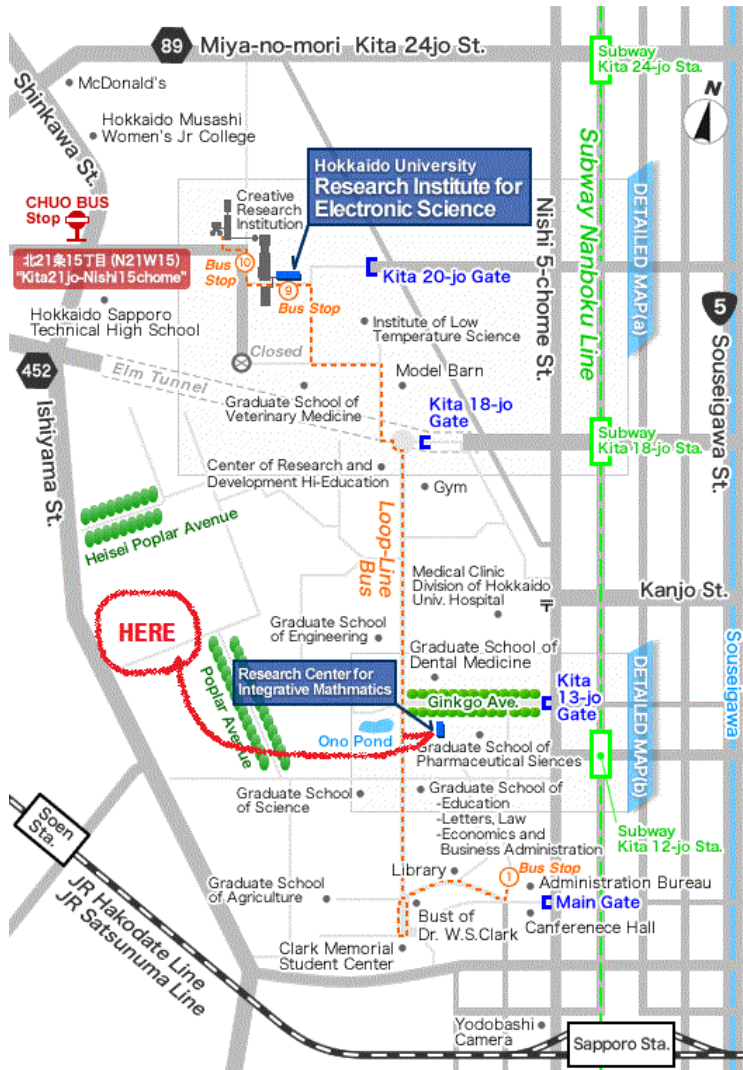 89
Miya-no-mori Kita 24jo St.
Subway
Kita 24-jo Sta.
McDonald's
Shinkawa St.
Hokkaido Musashi
Women's Jr College
N
Hokkaido University
Research Institute for
Electronic Science
Subway Nanboku Line
DETAILED MAP(a)
CHUO BUS
Stop
Creative
Research
Institution
Nishi 5-chome St.
北21条15丁目 (N21W15)
"Kita21jo-Nishi15chome"
Bus
Stop
10
9
Bus Stop
Kita 20-jo Gate
5
Souseigawa St.
Hokkaido Sapporo
Technical High School
Institute of Low
Temperature Science
Closed
452
Ishiyama St.
Elm Tunnel
Model Barn
Graduate School of
Veterinary Medicine
Kita 18-jo
Gate
Subway
Kita 18-jo Sta.
Center of Research and
Development Hi-Education
Gym
Heisei Poplar Avenue
Loop-Line
Bus
Medical Clinic
Division of Hokkaido
Univ. Hospital
〒
Kanjo St.
HERE
Graduate School
of Engineering
Graduate School of
Dental Medicine
Souseigawa
DETAILED MAP(b)
Research Center for
Integrative Mathmatics
Poplar Avenue
Kita
13-jo
Gate
Ginkgo Ave.
Ono Pond
Graduate School of
Pharmaceutical Siences
Graduate School
of Science
Graduate School of
-Education
-Letters, Law
-Economics and
Business Administration
Subway
Kita 12-jo Sta.
Soen
Sta.
Library
1
Bus Stop
Graduate School
of Agriculture
Administration Bureau
Main Gate
Bust of
Dr. W.S.Clark
Canferenece Hall
JR Hakodate Line
JR Satsunuma Line
Clark Memorial
Student Center
Yodobashi
Camera
Sapporo Sta.